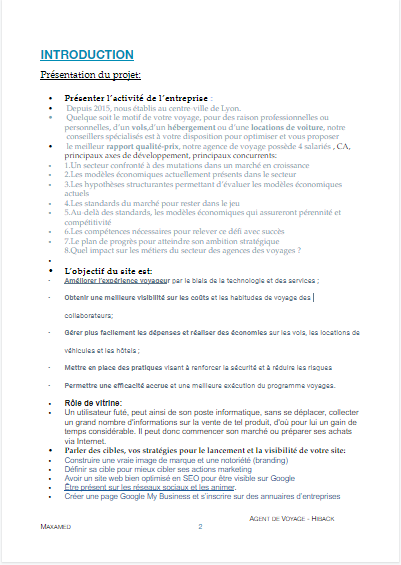 INTRODUCTION
Présentation du projet:
• Présenter l'activité de l'entreprise :
• Depuis 2015, nous établis au centre-ville de Lyon.
• Quelque soit le motif de votre voyage, pour des raison professionnelles ou
personnelles, d'un vols,d'un hébergement ou d'une locations de voiture, notre
conseillers spécialisés est à votre disposition pour optimiser et vous proposer
• le meilleur rapport qualité-prix, notre agence de voyage possède 4 salariés , CA,
principaux axes de développement, principaux concurrents:
• 1.Un secteur confronté à des mutations dans un marché en croissance
• 2.Les modèles économiques actuellement présents dans le secteur
• 3.Les hypothèses structurantes permettant d'évaluer les modèles économiques
actuels
• 4.Les standards du marché pour rester dans le jeu
• 5.Au delà des standards, les modèles économiques qui assureront pérennité et
compétitivité
• 6.Les compétences nécessaires pour relever ce défi avec succès
• 7.Le plan de progrès pour atteindre son ambition stratégique
• 8.Quel impact sur les métiers du secteur des agences du voyages ?
•
• L'objectif du site est:
- Améliorer l'expérience voyageur par le biais de la technologie et des services ;
- Obtenir une meilleure visibilité sur les coûts et les habitudes de voyage des
collaborateurs;
- Gérer plus facilement les dépenses et réaliser des économies sur les vols, les locations de
véhicules et les hôtels ;
- Mettre en place des pratiques visant à renforcer la sécurité et à réduire les risques
- Permettre une efficacité accrue et une meilleure exécution du programme voyages.
• Rôle de vitrine:
• Un utilisateur futé, peut ainsi de son poste informatique, sans se déplacer, collecter
un grand nombre d'informations sur la vente de tel produit, d'où pour lui un gain de
temps considérable. Il peut donc commencer son marché ou préparer ses achats
via Internet.
• Parler des cibles, vos stratégies pour le lancement et la visibilité de votre site:
• Construire une vraie image de marque et une notoriété (branding)
• Définir sa cible pour mieux cibler ses actions marketing
• Avoir un site web bien optimisé en SEO pour être visible sur Google
• Être présent sur les réseaux sociaux et les animer.
• Créer une page Google My Business et s'inscrire sur des annuaires d'entreprises
AGENT DE VOYAGE - HIBACK
MAXAMED 2